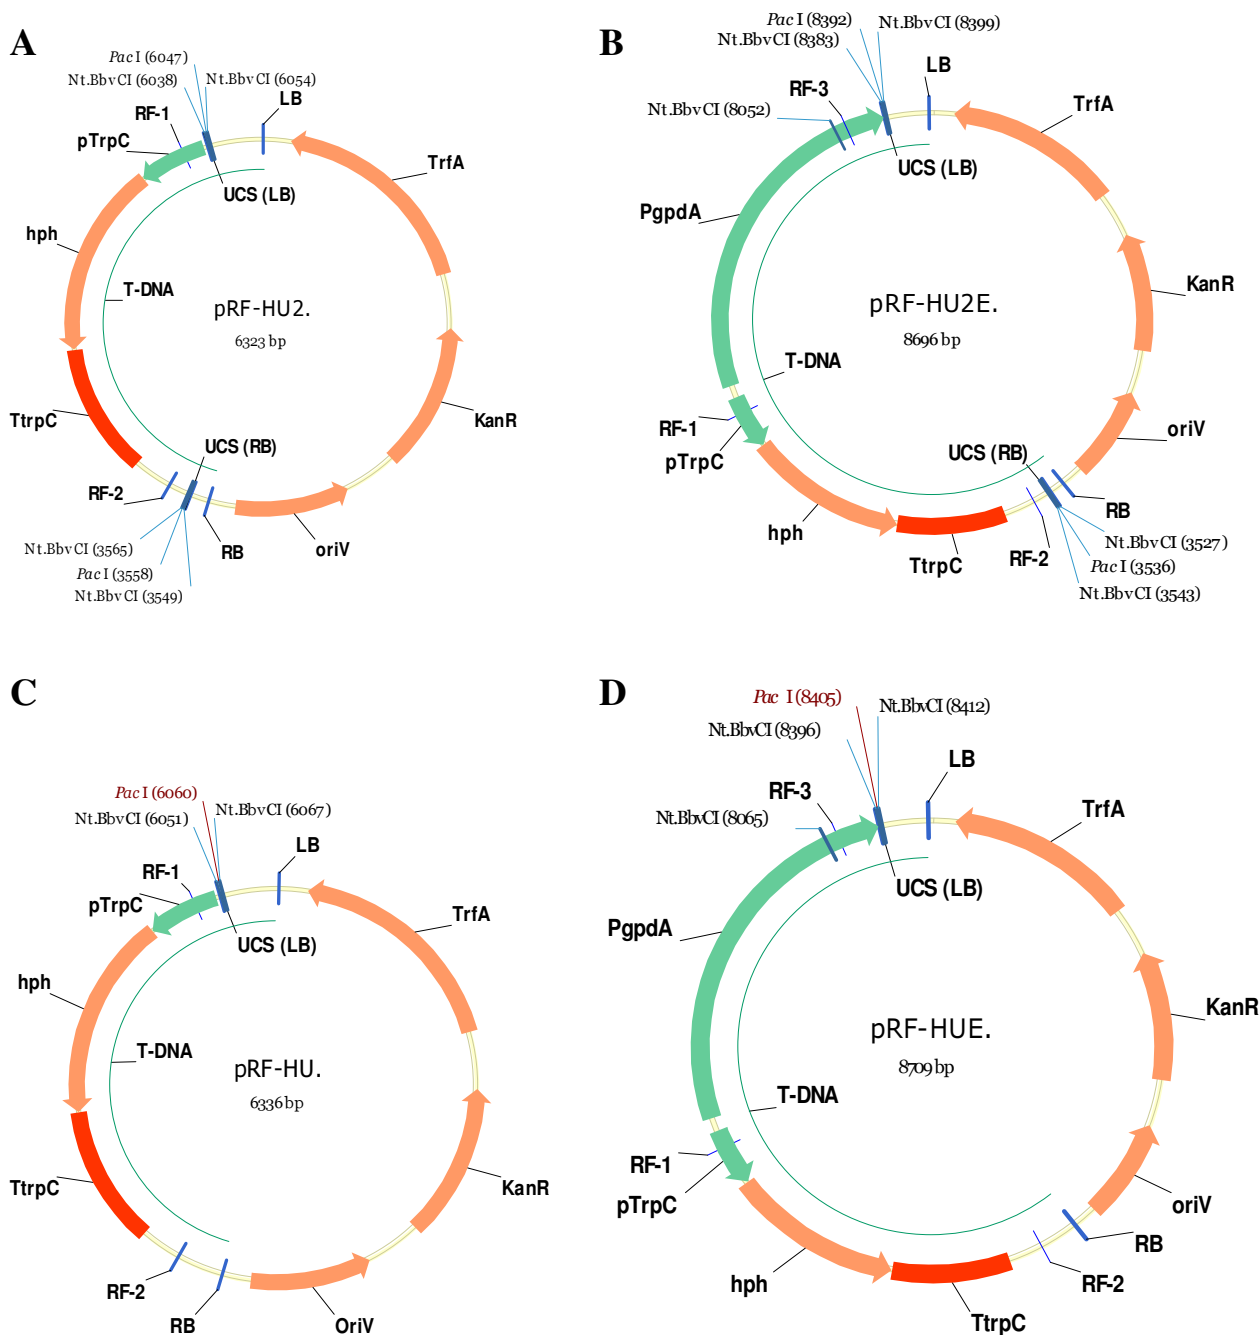 A
PacI (6047)
Nt.BbvCI (6038)
Nt.BbvCI (6054)
LB
RF-1
pTrpC
TrfA
UCS (LB)
hph
T-DNA
pRF-HU2.
6323 bp
TtrpC
KanR
UCS (RB)
RF-2
RB
oriV
Nt.BbvCI (3565)
PacI (3558)
Nt.BbvCI (3549)
B
PacI (8392)
Nt.BbvCI (8383)
Nt.BbvCI (8399)
LB
RF-3
TrfA
Nt.BbvCI (8052)
UCS (LB)
PgpdA
KanR
pRF-HU2E.
8696 bp
T-DNA
RF-1
pTrpC
UCS (RB)
oriV
hph
RB
TtrpC
RF-2
Nt.BbvCI (3527)
PacI (3536)
Nt.BbvCI (3543)
C
PacI (6060)
Nt.BbvCI (6051)
Nt.BbvCI (6067)
LB
RF-1
pTrpC
TrfA
UCS (LB)
hph
T-DNA
pRF-HU.
6336 bp
TtrpC
KanR
RF-2
RB
OriV
D
Pac I (8405)
Nt.BbvCI (8396)
Nt.BbvCI (8412)
LB
RF-3
TrfA
Nt.BbvCI (8065)
UCS (LB)
PgpdA
KanR
pRF-HUE.
8709 bp
T-DNA
RF-1
pTrpC
oriV
RB
hph
RF-2
TtrpC